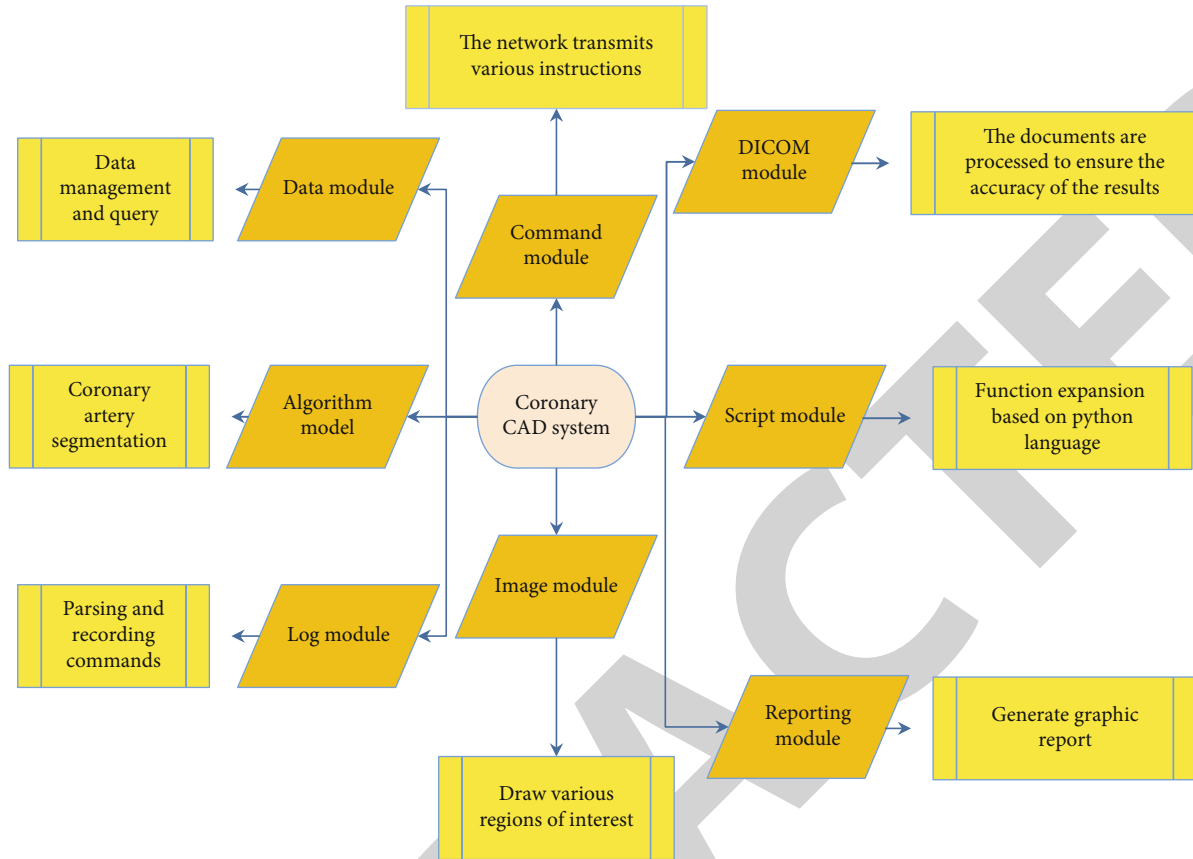 The network transmits
various instructions
DICOM
module
The documents are
processed to ensure the
accuracy of the results
Data
management
and query
Data module
Command
module
Coronary
artery
segmentation
Algorithm
model
Coronary
CAD system
Script module
Function expansion
based on python
language
Parsing and
recording
commands
Log module
Image module
Reporting
module
Generate graphic
report
Draw various
regions of interest